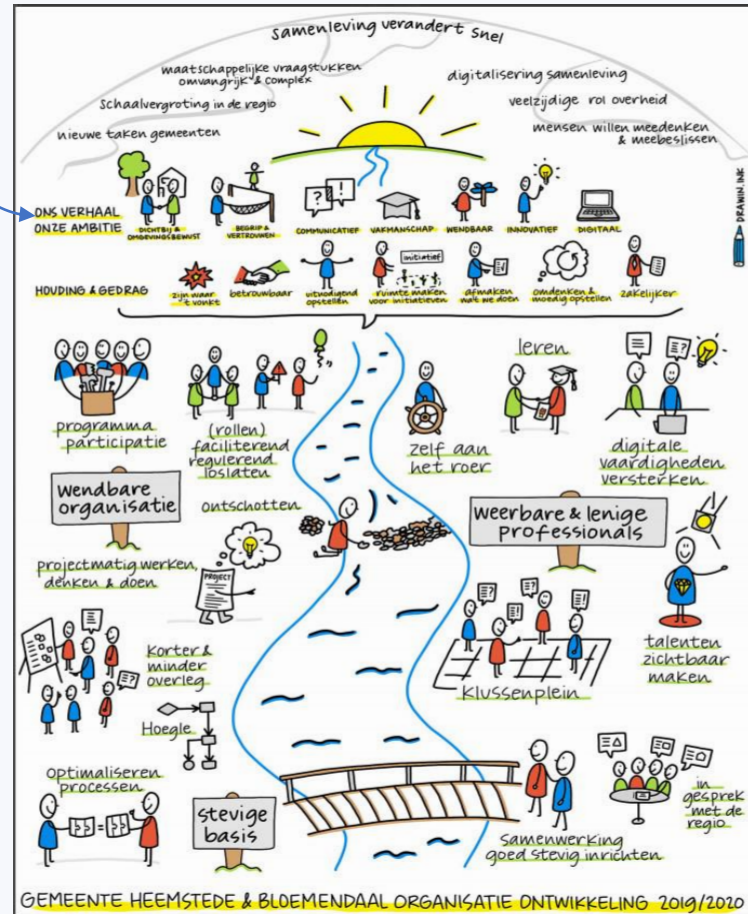 samenleving verandert snel
maatschappelijke vraagstukken
omvangrijk & complex
digitalisering samenleving
schaalvergroting in de regio
veelzijdige rol overheid
nieuwe taken gemeenten
mensen willen meedenken
& meebeslissen
DRAWIN.INK
ONS VERHAAL
ONZE AMBITIE
DICHTBIJ &
OMGEVINGSBEWUST
BEGRIP &
VERTROUWEN
? !
COMMUNICATIEF
VAKMANSCHAP
WENDBAAR
INNOVATIEF
DIGITAAL
HOUDING & GEDRAG
zijn waar
't vonkt
betrouwbaar
uitnodigend
opstellen
initiatief
ruimte maken
voor initiatieven
afmaken
wat we doen
omdenken &
moedig opstellen
zakelijker
programma
participatie
(rollen)
faciliterend
regulerend
loslaten
zelf aan
het roer
leren
digitale
vaardigheden
versterken
wendbare
organisatie
ontschotten
weerbare & lenige
professionals
projectmatig werken,
denken & doen
PROJECT
talenten
zichtbaar
maken
Korter &
minder
overleg
Klussenplein
Hoegle
optimaliseren
processen
stevige
basis
samenwerking
goed stevig inrichten
in
gesprek
met de
regio
GEMEENTE HEEMSTEDE & BLOEMENDAAL ORGANISATIE ONTWIKKELING 2019/2020